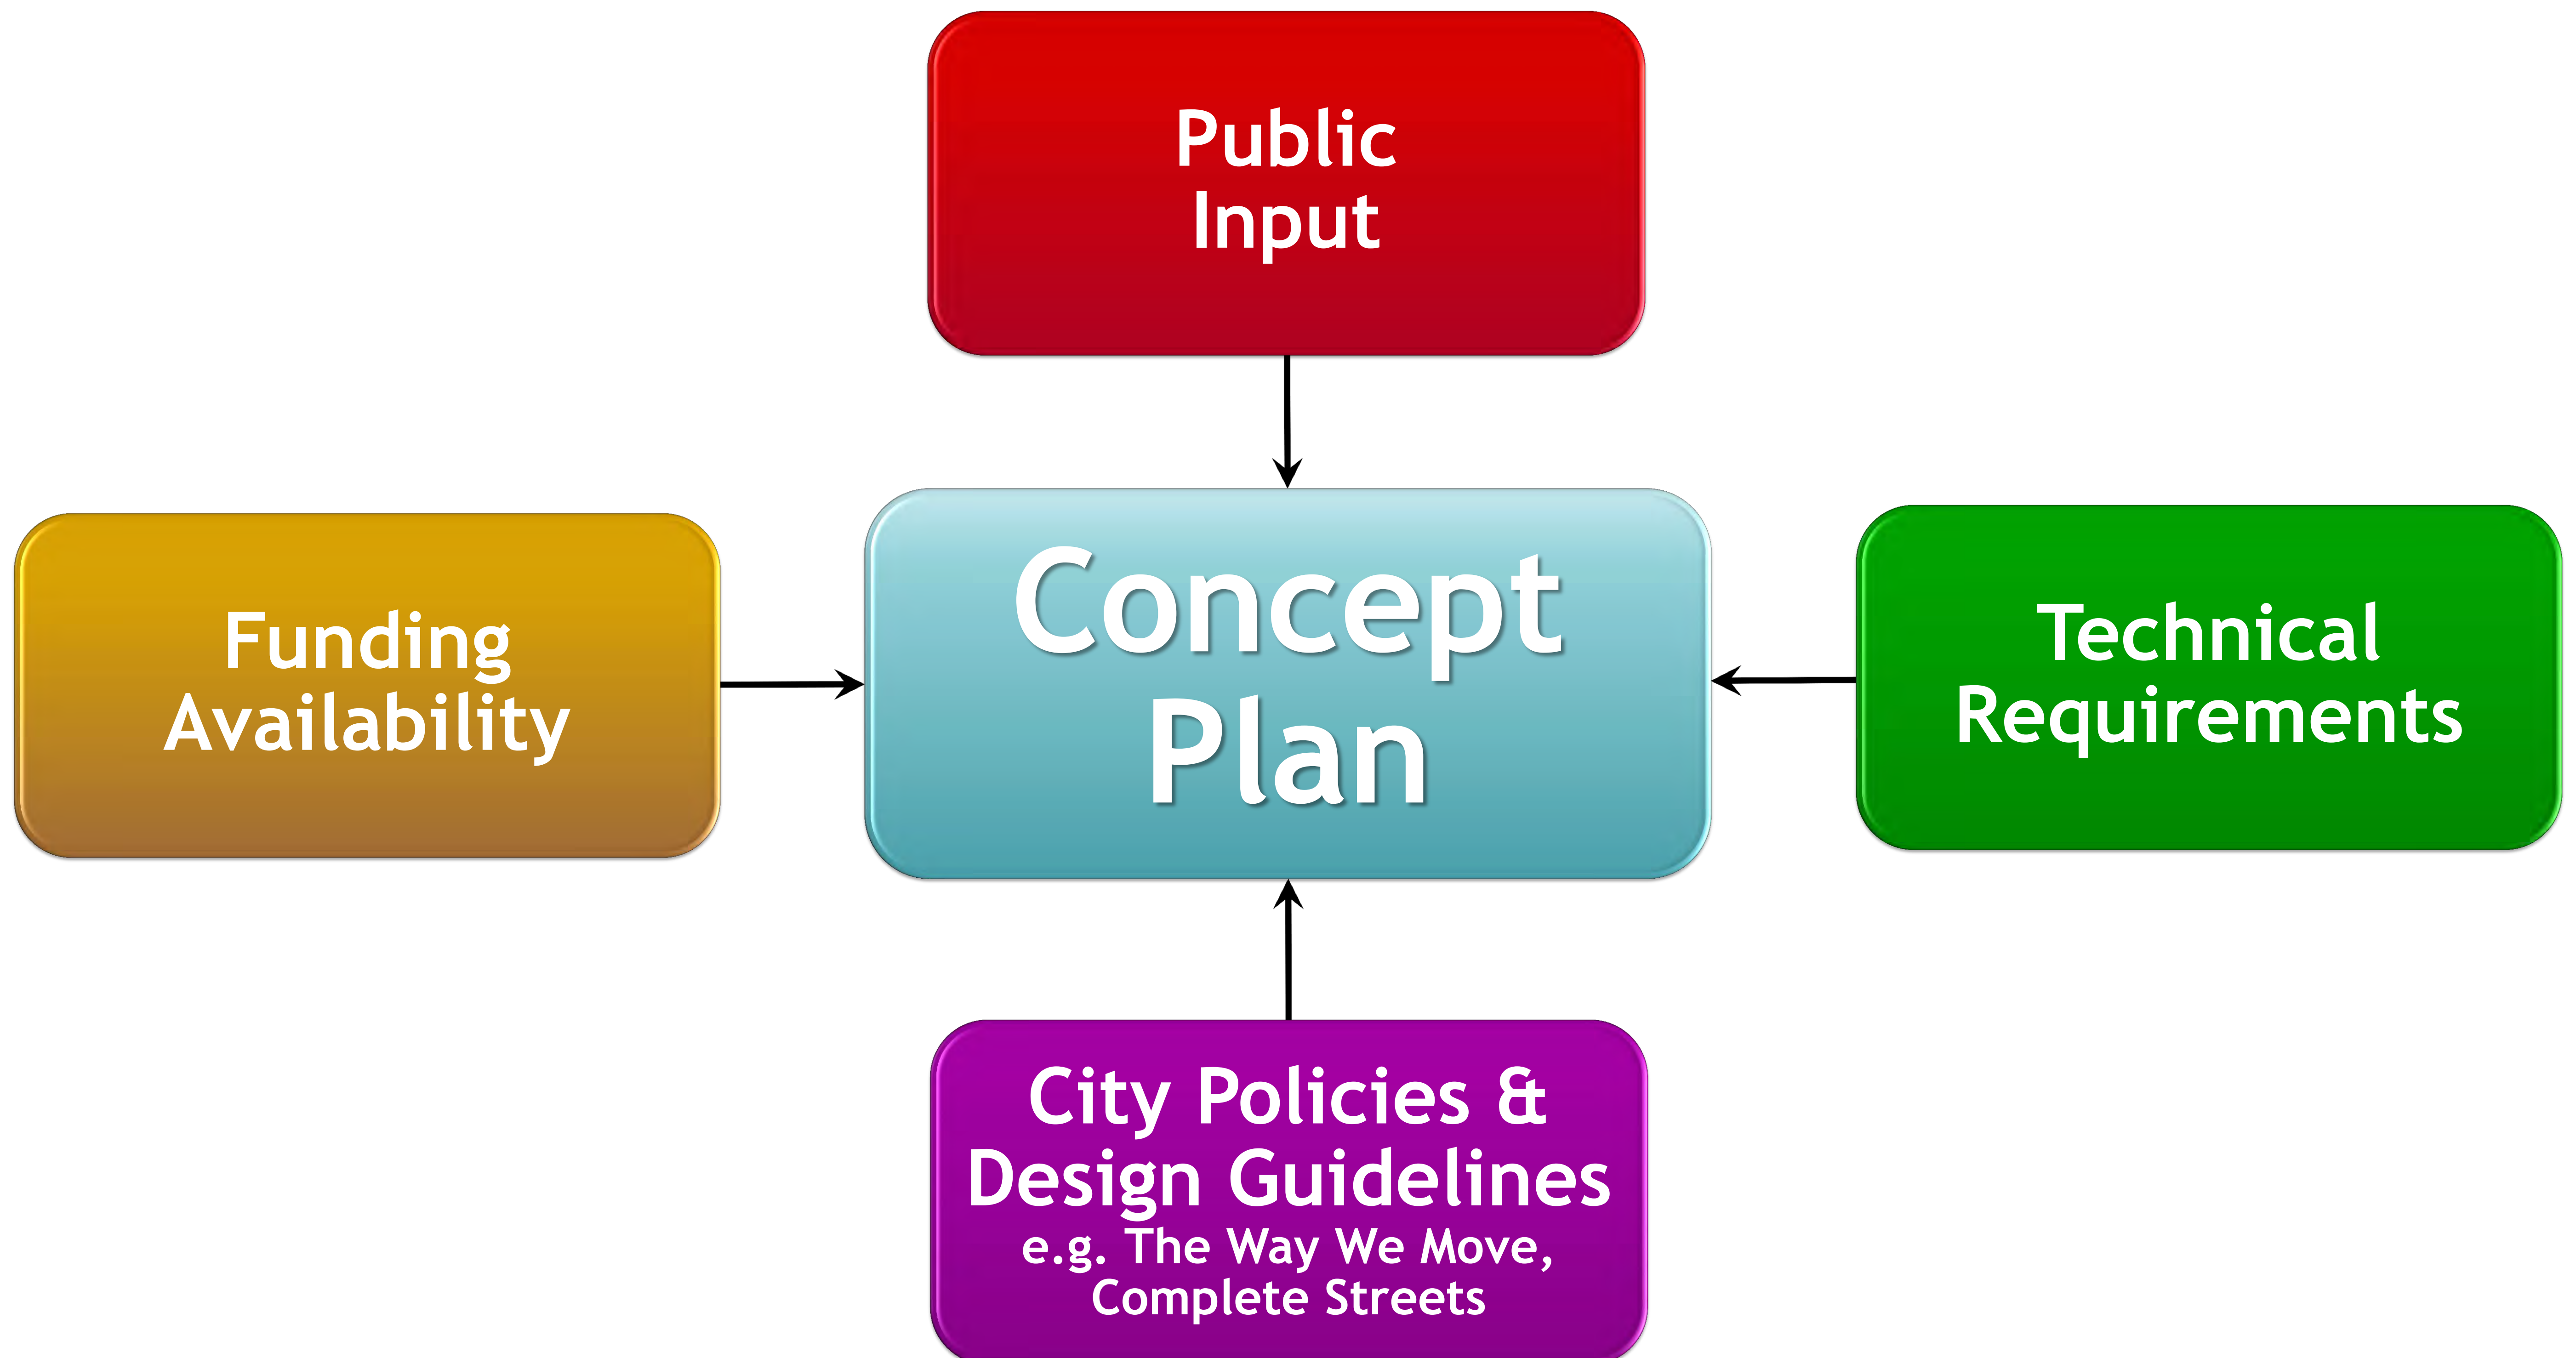 Public
Input
Funding
Availability
Concept
Plan
Technical
Requirements
City Policies &
Design Guidelines
e.g. The Way We Move,
Complete Streets